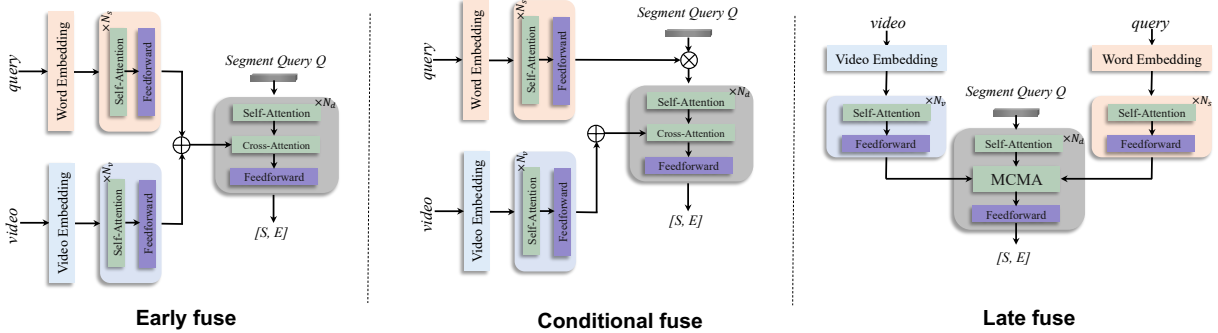 query
Word Embedding
×Nₛ
Self-Attention
Feedforward
Segment Query Q
×N_d
Self-Attention
Cross-Attention
Feedforward
[S, E]
video
Video Embedding
×Nᵥ
Self-Attention
Feedforward
Early fuse
query
Word Embedding
×Nₛ
Self-Attention
Feedforward
Segment Query Q
×N_d
Self-Attention
Cross-Attention
Feedforward
[S, E]
video
Video Embedding
×Nᵥ
Self-Attention
Feedforward
Conditional fuse
video
Video Embedding
×Nᵥ
Self-Attention
Feedforward
query
Word Embedding
×Nₛ
Self-Attention
Feedforward
Segment Query Q
×N_d
Self-Attention
MCMA
Feedforward
[S, E]
Late fuse